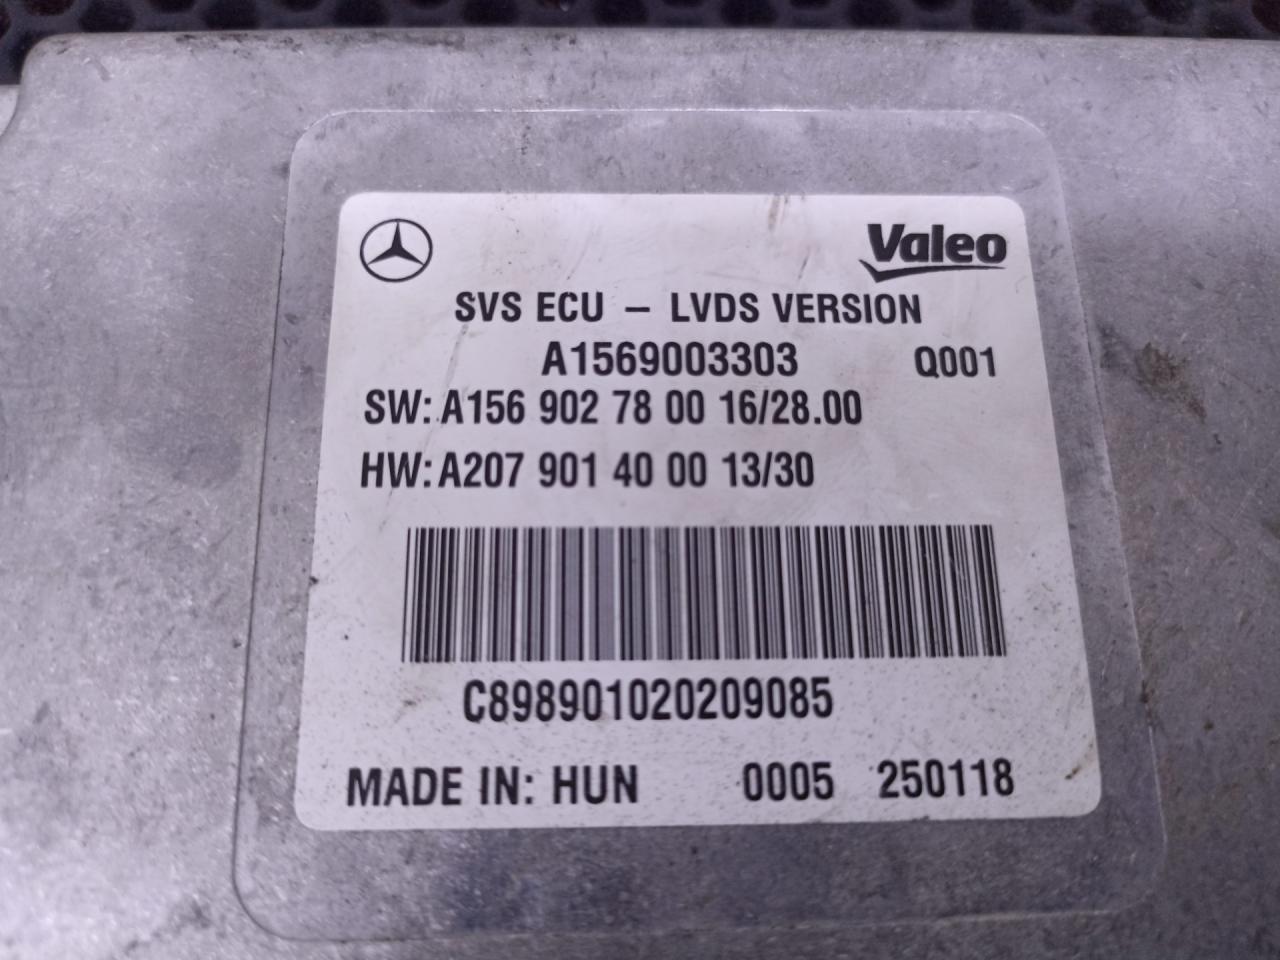 Valeo
SVS ECU – LVDS VERSION
A1569003303 Q001
SW: A156 902 78 00 16/28.00
HW: A207 901 40 00 13/30
C898901020209085
MADE IN: HUN 0005 250118